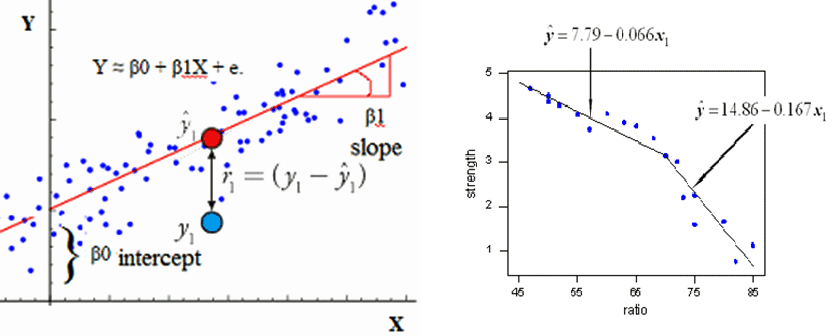 Y
Y ≈ β0 + β1X + e.
ŷ₁
β1
slope
r₁ = (y₁ − ŷ₁)
y₁
β0 intercept
X
ŷ = 7.79 − 0.066x₁
ŷ = 14.86 − 0.167x₁
5
4
3
2
1
strength
45 55 65 75 85
ratio